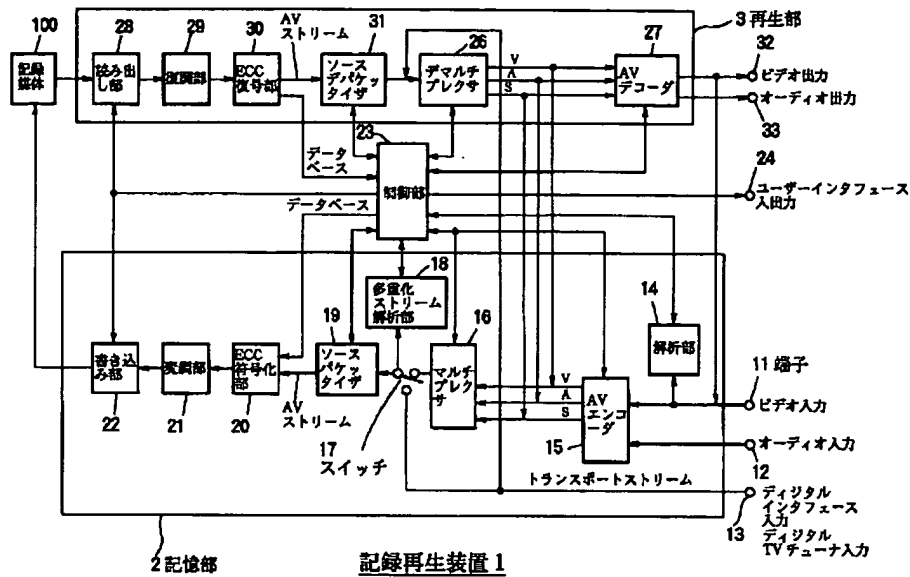 3 再生部
100
記録
媒体
28
読み出
し部
29
復調部
30
ECC
復号部
AV
ストリーム
31
ソース
デパケッ
タイザ
26
デマルチ
プレクサ
V
A
S
27
AV
デコーダ
32
ビデオ出力
オーディオ出力
33
23
制御部
データ
ベース
データベース
24
ユーザーインタフェース
入出力
18
多重化
ストリーム
解析部
14
解析部
19
ソース
パケッ
タイザ
16
マルチ
プレク
サ
書き込
み部
22
変調部
21
ECC
符号化
部
20
AV
ストリーム
17
スイッチ
V
A
S
AV
エンコ
ーダ
15
11 端子
ビデオ入力
オーディオ入力
12
トランスポートストリーム
13
ディジタル
インタフェース
入力
ディジタル
TVチューナ入力
2 記憶部
記録再生装置 1